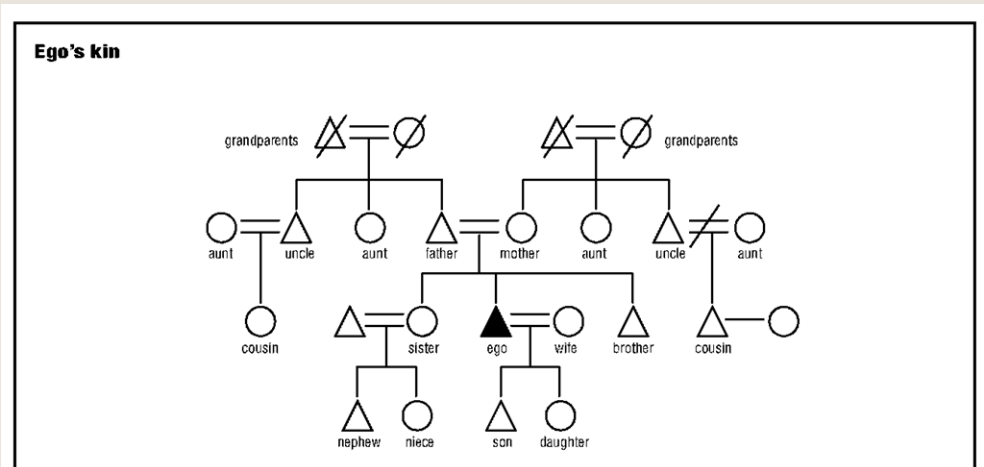 Ego's kin
grandparents
grandparents
aunt uncle aunt father mother aunt uncle aunt
cousin sister ego wife brother cousin
nephew niece son daughter